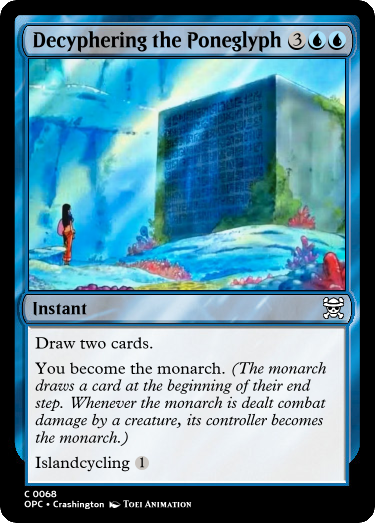 Decyphering the Poneglyph 3
Instant
Draw two cards.
You become the monarch. (The monarch
draws a card at the beginning of their end
step. Whenever the monarch is dealt combat
damage by a creature, its controller becomes
the monarch.)
Islandcycling 1
C 0068
OPC • Crashington TOEI ANIMATION